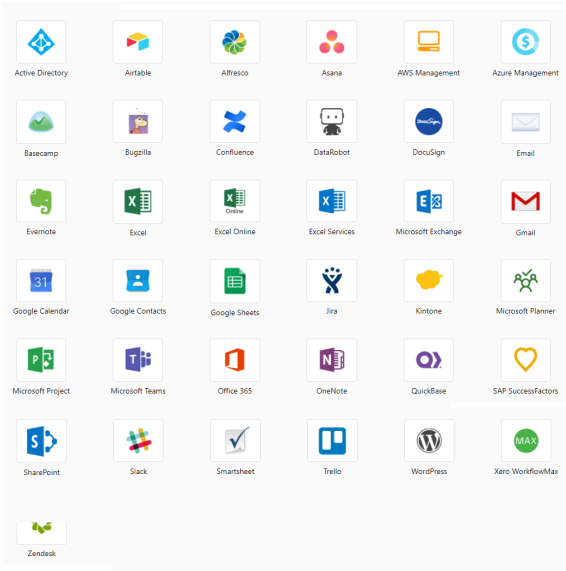 Active Directory Airtable Alfresco Asana AWS Management Azure Management
DocuSign
Basecamp Bugzilla Confluence DataRobot DocuSign Email
X X Online X E
Evernote Excel Excel Online Excel Services Microsoft Exchange Gmail
31
Google Calendar Google Contacts Google Sheets Jira Kintone Microsoft Planner
P T N
Microsoft Project Microsoft Teams Office 365 OneNote QuickBase SAP SuccessFactors
S W MAX
SharePoint Slack Smartsheet Trello WordPress Xero WorkflowMax
Zendesk